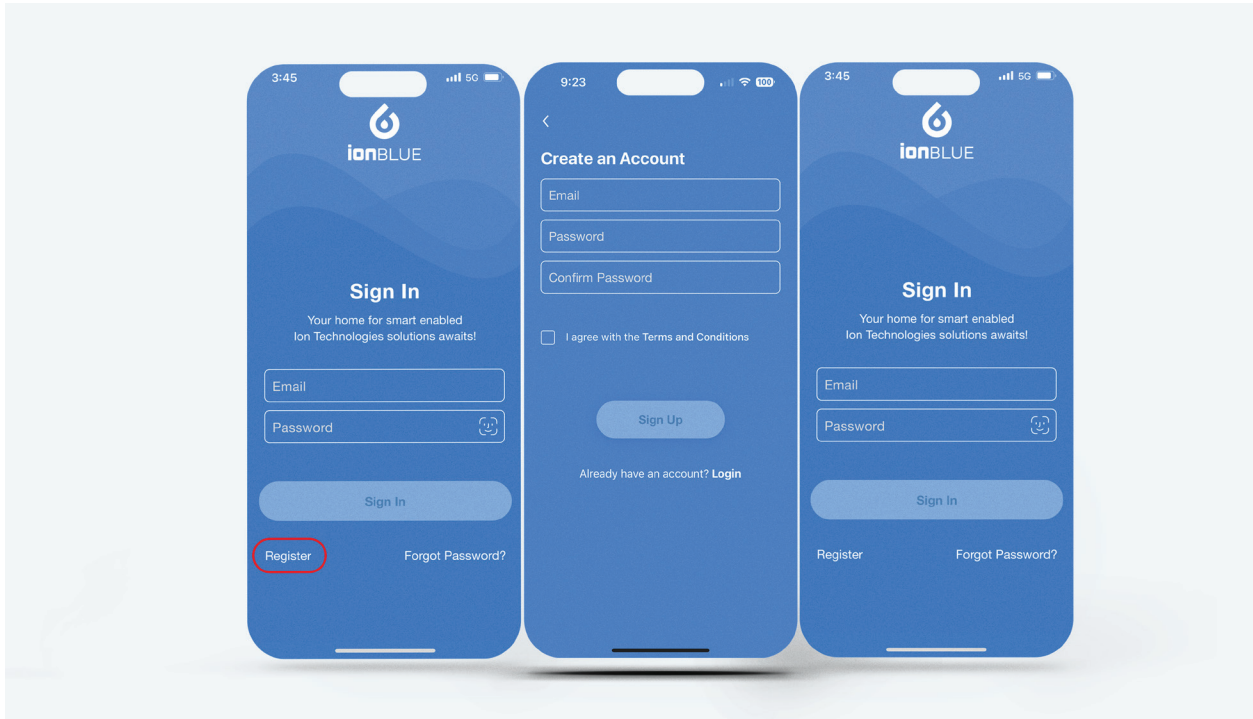 3:45
5G
ionBLUE
Sign In
Your home for smart enabled
Ion Technologies solutions awaits!
Email
Password
Sign In
Register
Forgot Password?
9:23
100
Create an Account
Email
Password
Confirm Password
I agree with the Terms and Conditions
Sign Up
Already have an account? Login
3:45
5G
ionBLUE
Sign In
Your home for smart enabled
Ion Technologies solutions awaits!
Email
Password
Sign In
Register
Forgot Password?